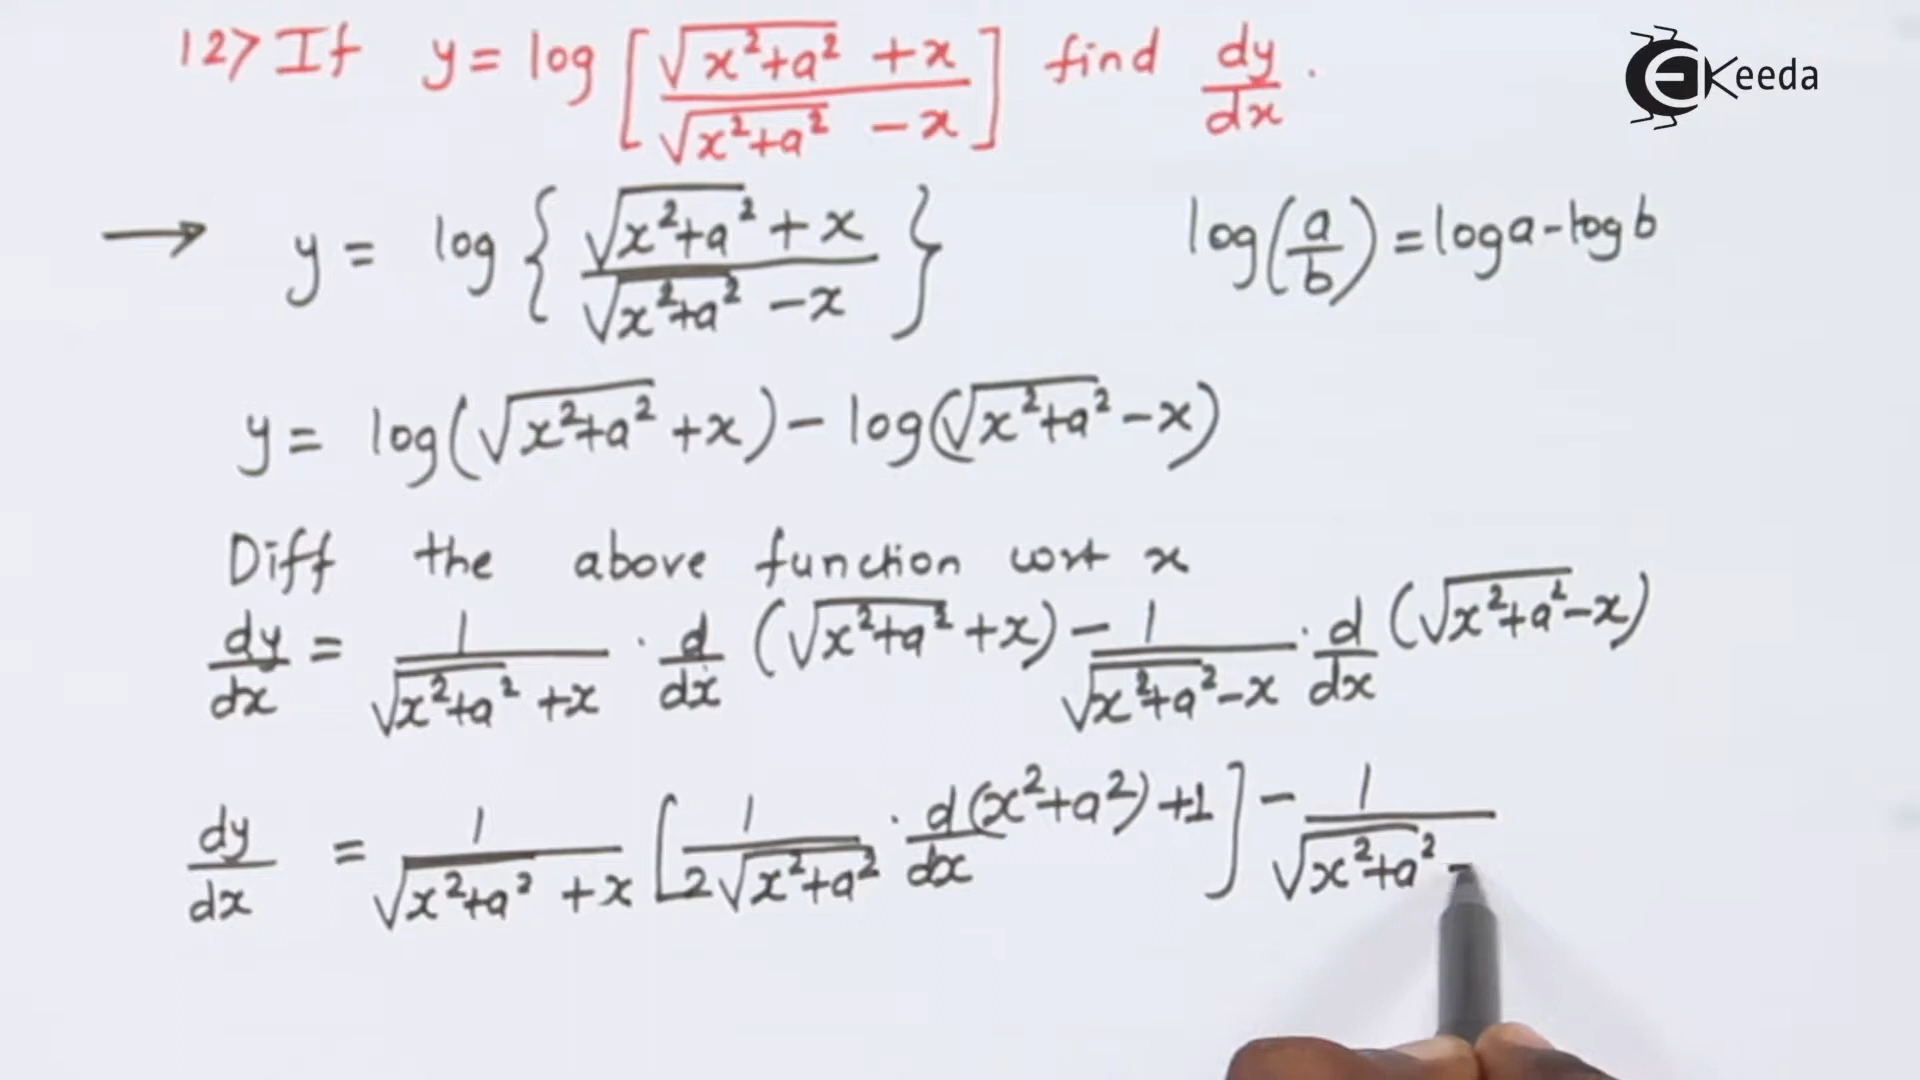 12> If y = log [ (√(x²+a²) + x) / (√(x²+a²) - x) ] find dy/dx .
EKeeda
→ y = log { (√(x²+a²) + x) / (√(x²+a²) - x) }
log(a/b) = log a - log b
y = log(√(x²+a²) + x) - log(√(x²+a²) - x)
Diff the above function wrt x
dy/dx = 1/(√(x²+a²) + x) · d/dx (√(x²+a²) + x) - 1/(√(x²+a²) - x) · d/dx (√(x²+a²) - x)
dy/dx = 1/(√(x²+a²) + x) [ 1/(2√(x²+a²)) · d/dx (x²+a²) + 1 ] - 1/(√(x²+a²) -